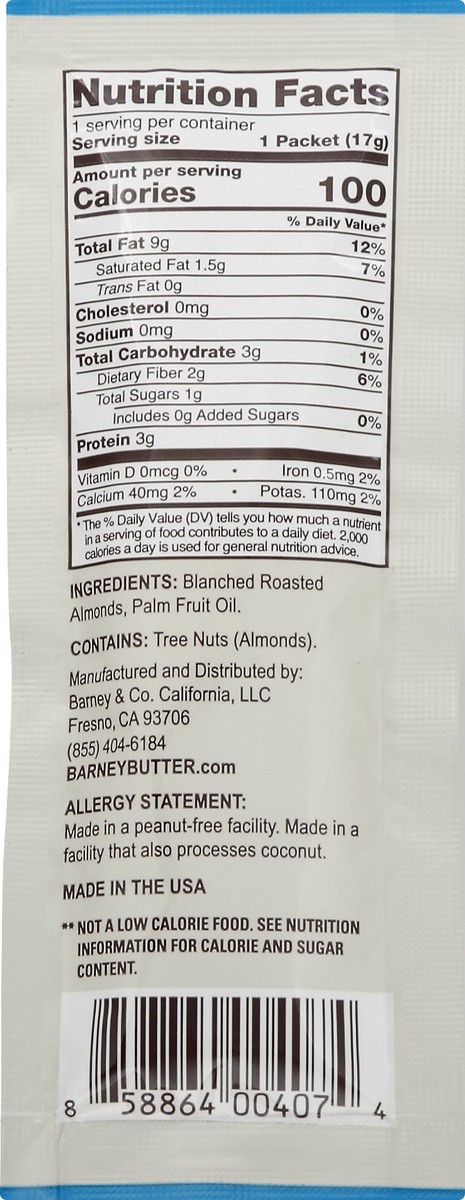 Nutrition Facts
1 serving per container
Serving size 1 Packet (17g)
Amount per serving
Calories 100
% Daily Value*
Total Fat 9g 12%
Saturated Fat 1.5g 7%
Trans Fat 0g
Cholesterol 0mg 0%
Sodium 0mg 0%
Total Carbohydrate 3g 1%
Dietary Fiber 2g 6%
Total Sugars 1g
Includes 0g Added Sugars 0%
Protein 3g
Vitamin D 0mcg 0% • Iron 0.5mg 2%
Calcium 40mg 2% • Potas. 110mg 2%
*The % Daily Value (DV) tells you how much a nutrient
in a serving of food contributes to a daily diet. 2,000
calories a day is used for general nutrition advice.
INGREDIENTS: Blanched Roasted
Almonds, Palm Fruit Oil.
CONTAINS: Tree Nuts (Almonds).
Manufactured and Distributed by:
Barney & Co. California, LLC
Fresno, CA 93706
(855) 404-6184
BARNEYBUTTER.com
ALLERGY STATEMENT:
Made in a peanut-free facility. Made in a
facility that also processes coconut.
MADE IN THE USA
** NOT A LOW CALORIE FOOD. SEE NUTRITION
INFORMATION FOR CALORIE AND SUGAR
CONTENT.
8 58864 00407 4